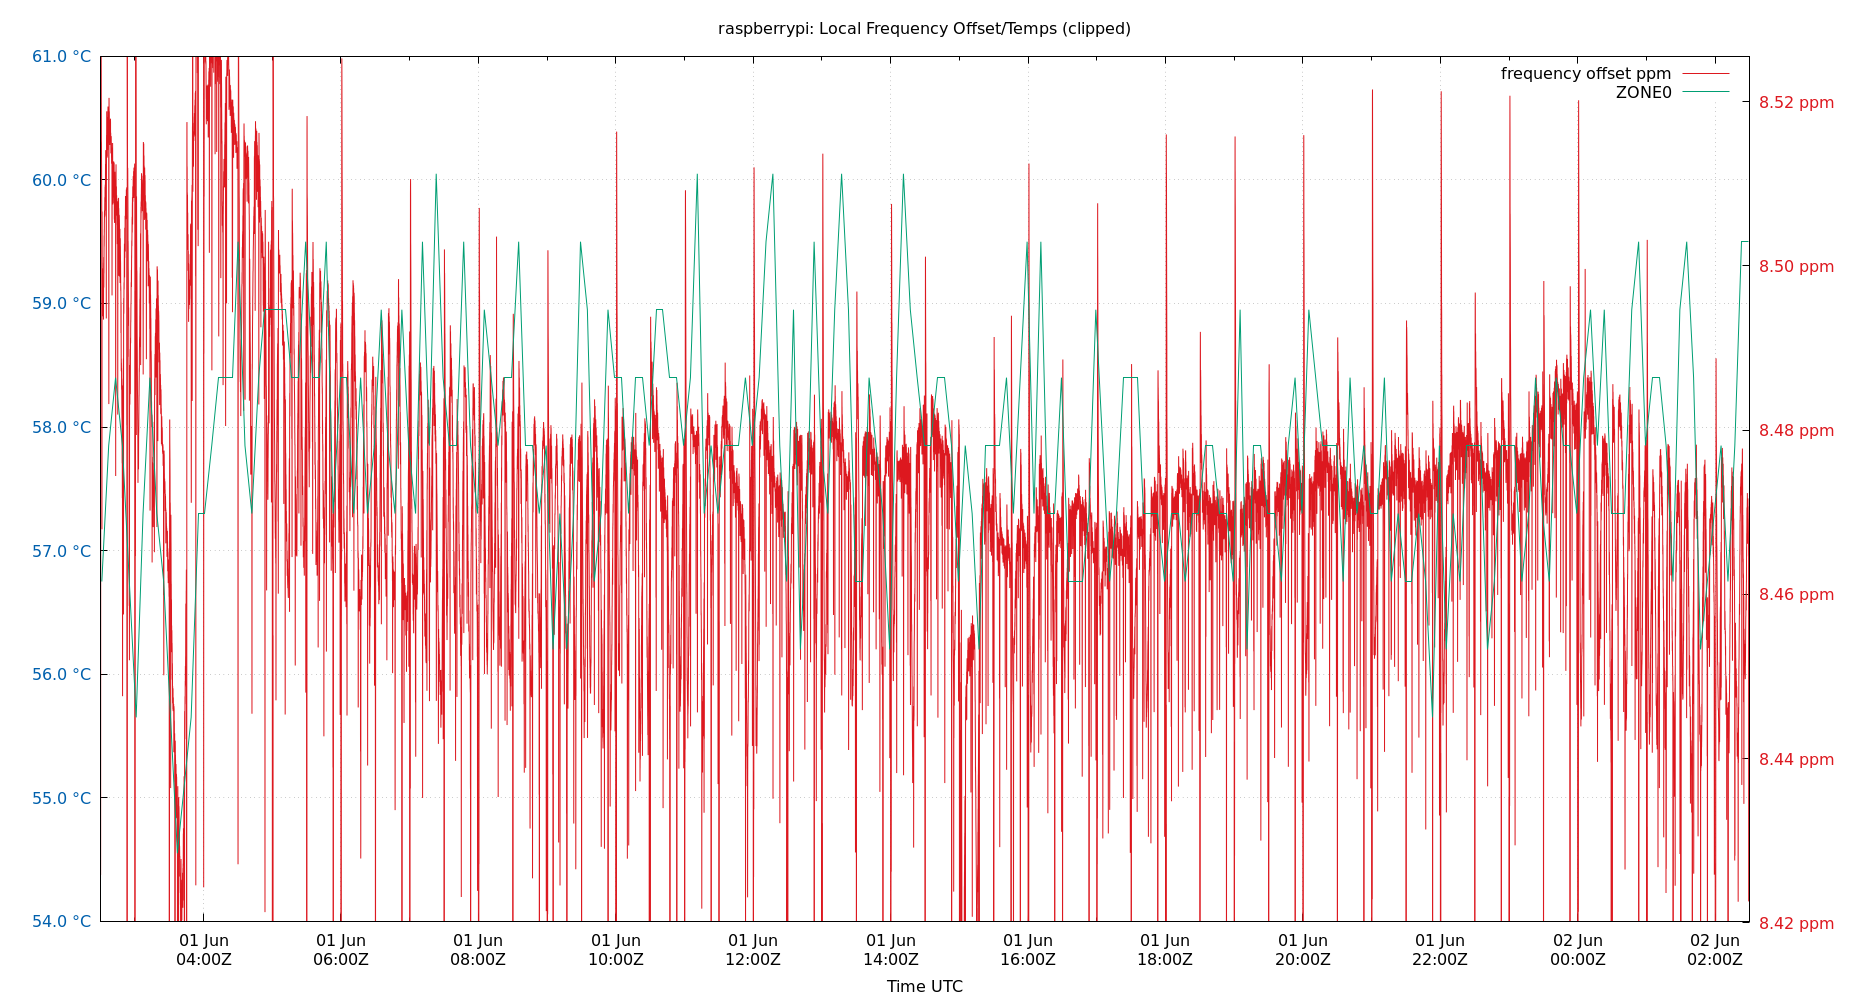 raspberrypi: Local Frequency Offset/Temps (clipped)
61.0 °C
60.0 °C
59.0 °C
58.0 °C
57.0 °C
56.0 °C
55.0 °C
54.0 °C
frequency offset ppm
ZONE0
8.52 ppm
8.50 ppm
8.48 ppm
8.46 ppm
8.44 ppm
8.42 ppm
01 Jun 01 Jun 01 Jun 01 Jun 01 Jun 01 Jun 01 Jun 01 Jun 01 Jun 01 Jun 02 Jun 02 Jun
04:00Z 06:00Z 08:00Z 10:00Z 12:00Z 14:00Z 16:00Z 18:00Z 20:00Z 22:00Z 00:00Z 02:00Z
Time UTC